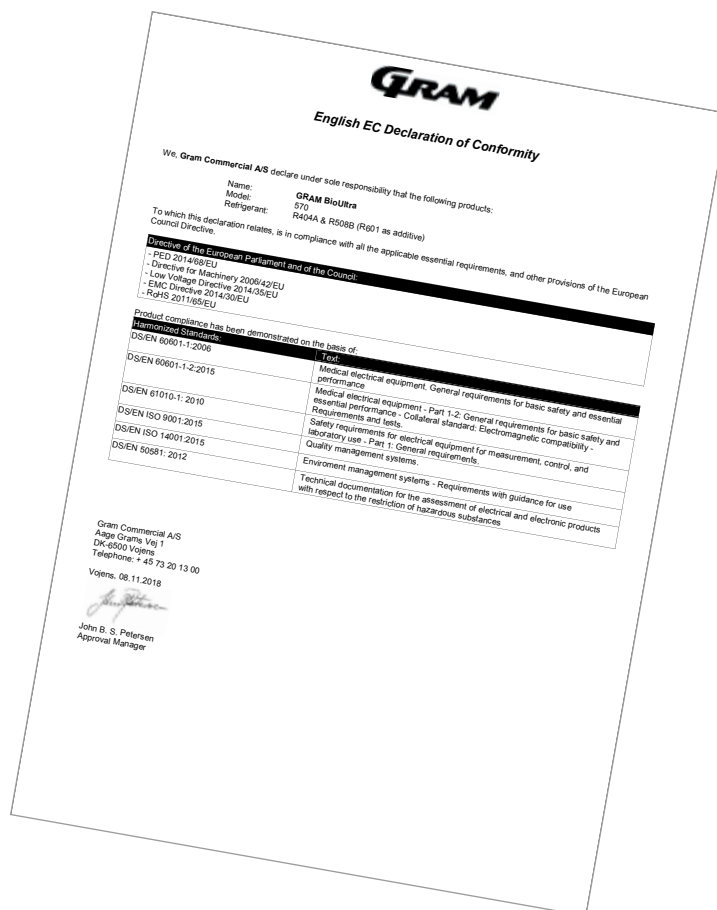 GRAM
English EC Declaration of Conformity
We, Gram Commercial A/S declare under sole responsibility that the following products:
Name: GRAM BioUltra
Model: 570
Refrigerant: R404A & R508B (R601 as additive)
To which this declaration relates, is in compliance with all the applicable essential requirements, and other provisions of the European
Council Directive.
Directive of the European Parliament and of the Council:
- PED 2014/68/EU
- Directive for Machinery 2006/42/EU
- Low Voltage Directive 2014/35/EU
- EMC Directive 2014/30/EU
- RoHS 2011/65/EU
Product compliance has been demonstrated on the basis of:
Harmonized Standards: Text:
DS/EN 60601-1:2006 Medical electrical equipment. General requirements for basic safety and essential
performance
DS/EN 60601-1-2:2015 Medical electrical equipment - Part 1-2: General requirements for basic safety and
essential performance - Collateral standard: Electromagnetic compatibility -
Requirements and tests.
DS/EN 61010-1: 2010 Safety requirements for electrical equipment for measurement, control, and
laboratory use - Part 1: General requirements.
DS/EN ISO 9001:2015 Quality management systems.
DS/EN ISO 14001:2015 Enviroment management systems - Requirements with guidance for use
DS/EN 50581: 2012 Technical documentation for the assessment of electrical and electronic products
with respect to the restriction of hazardous substances
Gram Commercial A/S
Aage Grams Vej 1
DK-6500 Vojens
Telephone: + 45 73 20 13 00
Vojens, 08.11.2018
John B. S. Petersen
Approval Manager